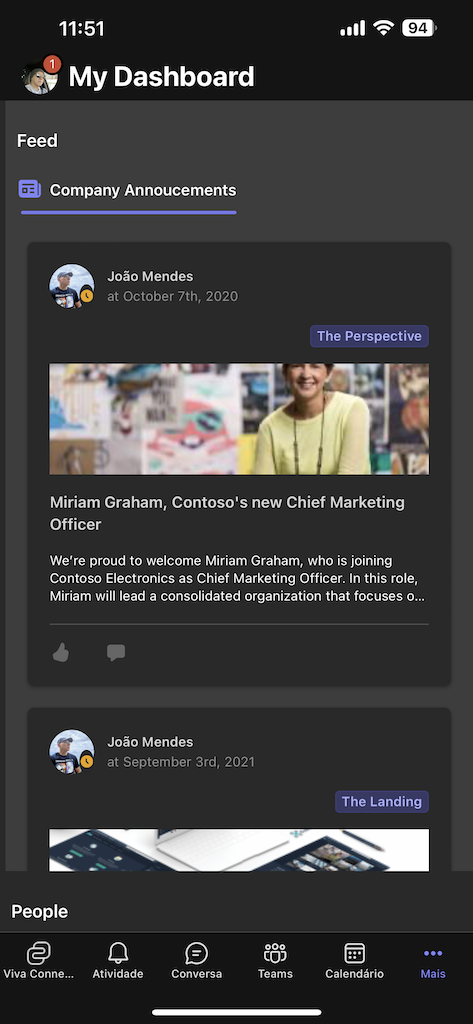 11:51
94
1
My Dashboard
Feed
Company Annoucements
João Mendes
at October 7th, 2020
The Perspective
Miriam Graham, Contoso's new Chief Marketing
Officer
We're proud to welcome Miriam Graham, who is joining
Contoso Electronics as Chief Marketing Officer. In this role,
Miriam will lead a consolidated organization that focuses o...
João Mendes
at September 3rd, 2021
The Landing
People
Viva Conne...
Atividade
Conversa
Teams
Calendário
Mais